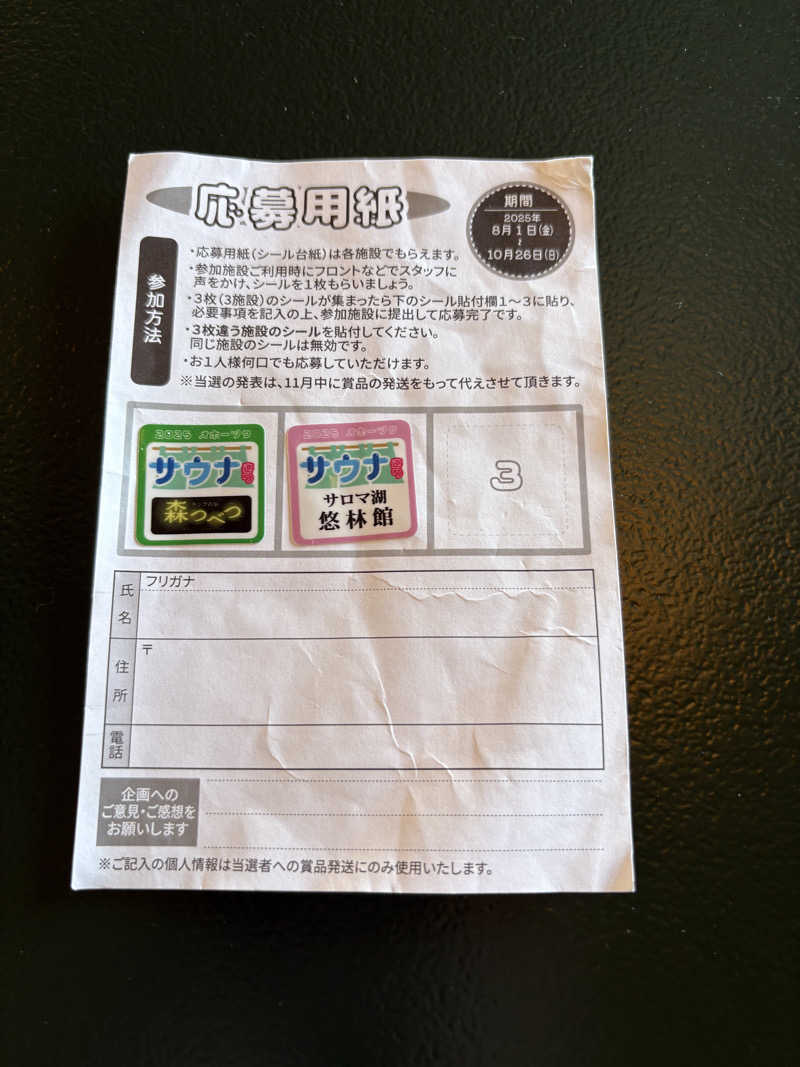 応募用紙
期間
2025年
8月1日(金)
~
10月26日(日)
参加方法
・応募用紙(シール台紙)は各施設でもらえます。
・参加施設ご利用時にフロントなどでスタッフに
声をかけ、シールを1枚もらいましょう。
・3枚(3施設)のシールが集まったら下のシール貼付欄1～3に貼り、
必要事項を記入の上、参加施設に提出して応募完了です。
・3枚違う施設のシールを貼付してください。
同じ施設のシールは無効です。
・お1人様何口でも応募していただけます。
※当選の発表は、11月中に賞品の発送をもって代えさせて頂きます。
2025 オホーツク
サウナ
森つべつ
2025 オホーツク
サウナ
サロマ湖
悠林館
3
氏名
フリガナ
住所
〒
電話
企画への
ご意見・ご感想を
お願いします
※ご記入の個人情報は当選者への賞品発送にのみ使用いたします。